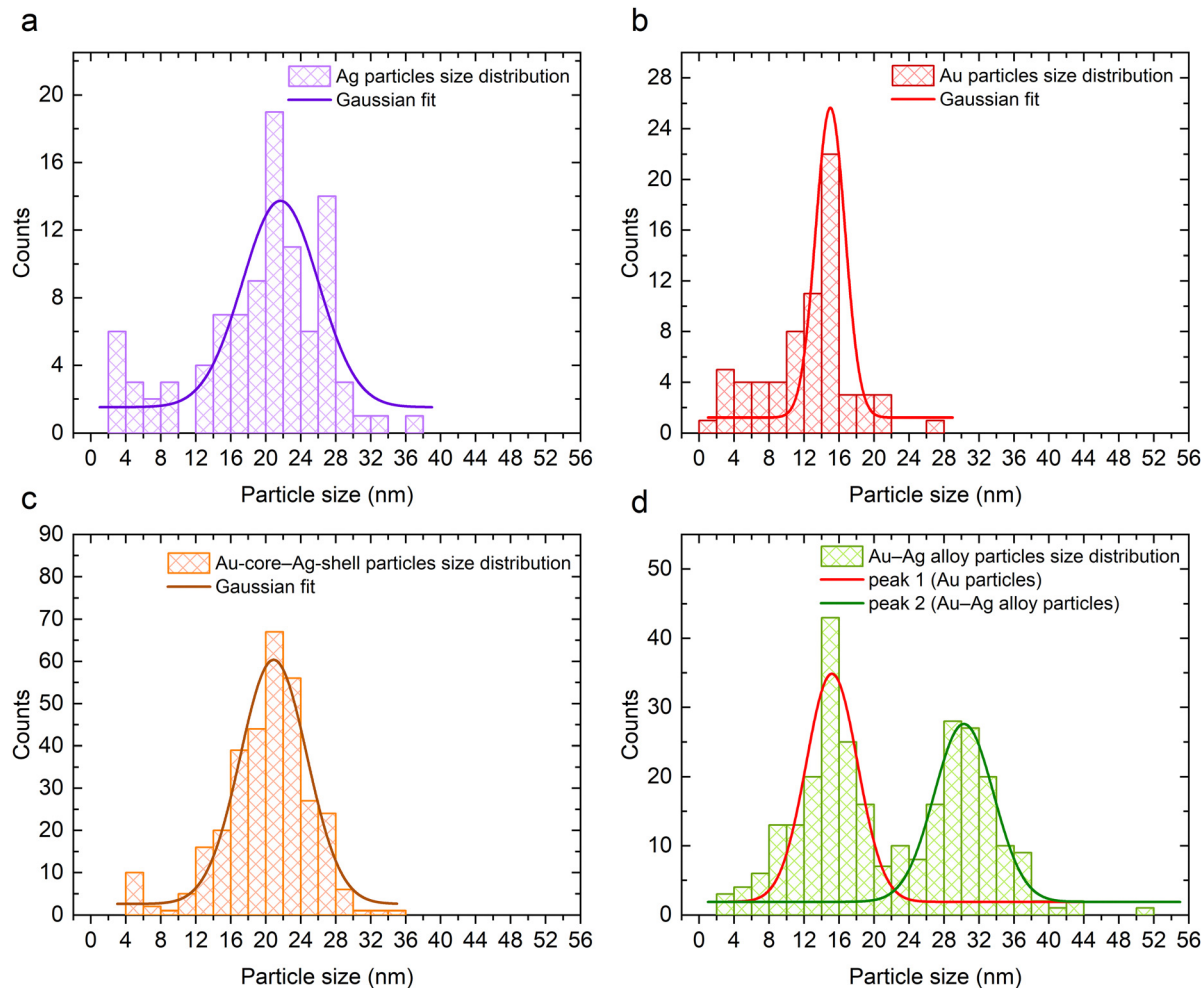 a
Ag particles size distribution
Gaussian fit
20
16
12
8
4
0
Counts
0 4 8 12 16 20 24 28 32 36 40 44 48 52 56
Particle size (nm)
b
Au particles size distribution
Gaussian fit
28
24
20
16
12
8
4
0
Counts
0 4 8 12 16 20 24 28 32 36 40 44 48 52 56
Particle size (nm)
c
Au-core–Ag-shell particles size distribution
Gaussian fit
90
80
70
60
50
40
30
20
10
0
Counts
0 4 8 12 16 20 24 28 32 36 40 44 48 52 56
Particle size (nm)
d
Au–Ag alloy particles size distribution
peak 1 (Au particles)
peak 2 (Au–Ag alloy particles)
50
40
30
20
10
0
Counts
0 4 8 12 16 20 24 28 32 36 40 44 48 52 56
Particle size (nm)